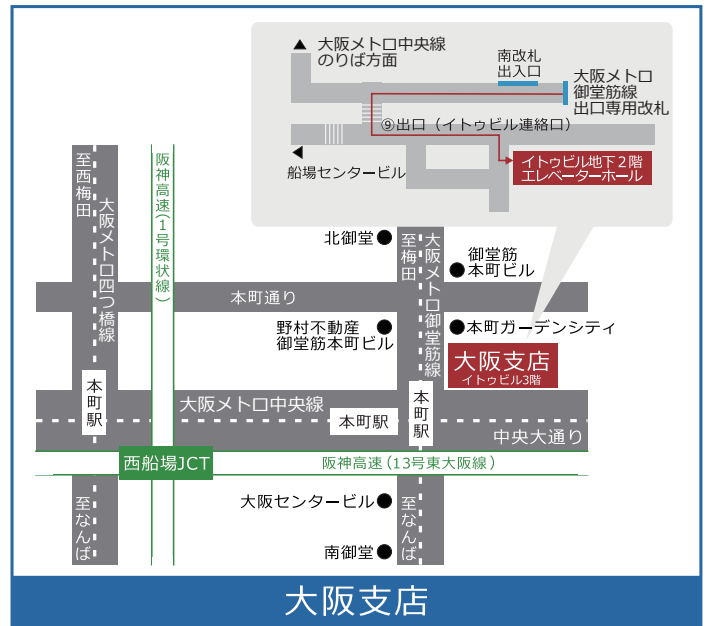 大阪メトロ中央線
のりば方面
南改札
出入口
大阪メトロ
御堂筋線
出口専用改札
⑨出口（イトゥビル連絡口）
船場センタービル
イトゥビル地下２階
エレベーターホール
至西梅田
大阪メトロ四つ橋線
阪神高速(1号環状線)
北御堂
至梅田
大阪メトロ御堂筋線
御堂筋
本町ビル
本町通り
野村不動産
御堂筋本町ビル
本町ガーデンシティ
大阪支店
イトゥビル3階
本町駅
大阪メトロ中央線
本町駅
本町駅
中央大通り
西船場JCT
阪神高速（13号東大阪線）
大阪センタービル
至なんば
至なんば
南御堂
大阪支店